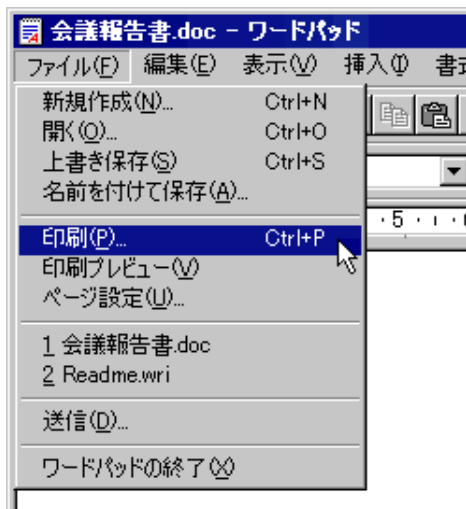 会議報告書.doc - ワードパッド
ファイル(F) 編集(E) 表示(V) 挿入(I) 書式
新規作成(N)... Ctrl+N
開く(O)... Ctrl+O
上書き保存(S) Ctrl+S
名前を付けて保存(A)...
印刷(P)... Ctrl+P
印刷プレビュー(V)
ページ設定(U)...
1 会議報告書.doc
2 Readme.wri
送信(D)...
ワードパッドの終了(X)
5